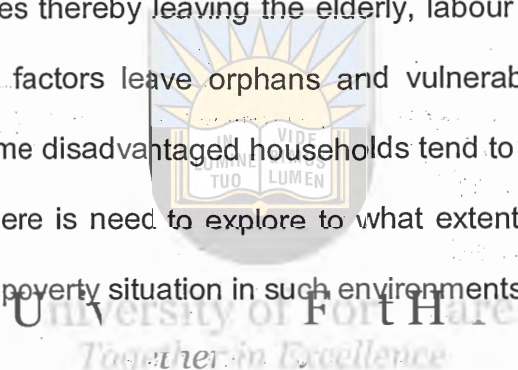 es thereby leaving the elderly, labour
factors leave orphans and vulnerab
IN VIDE
me disadvantaged households tend to
LUMINE BIMUS
TUO LUMEN
ere is need to explore to what extent
poverty situation in such environments
University of Fort Hare
Together in Excellence